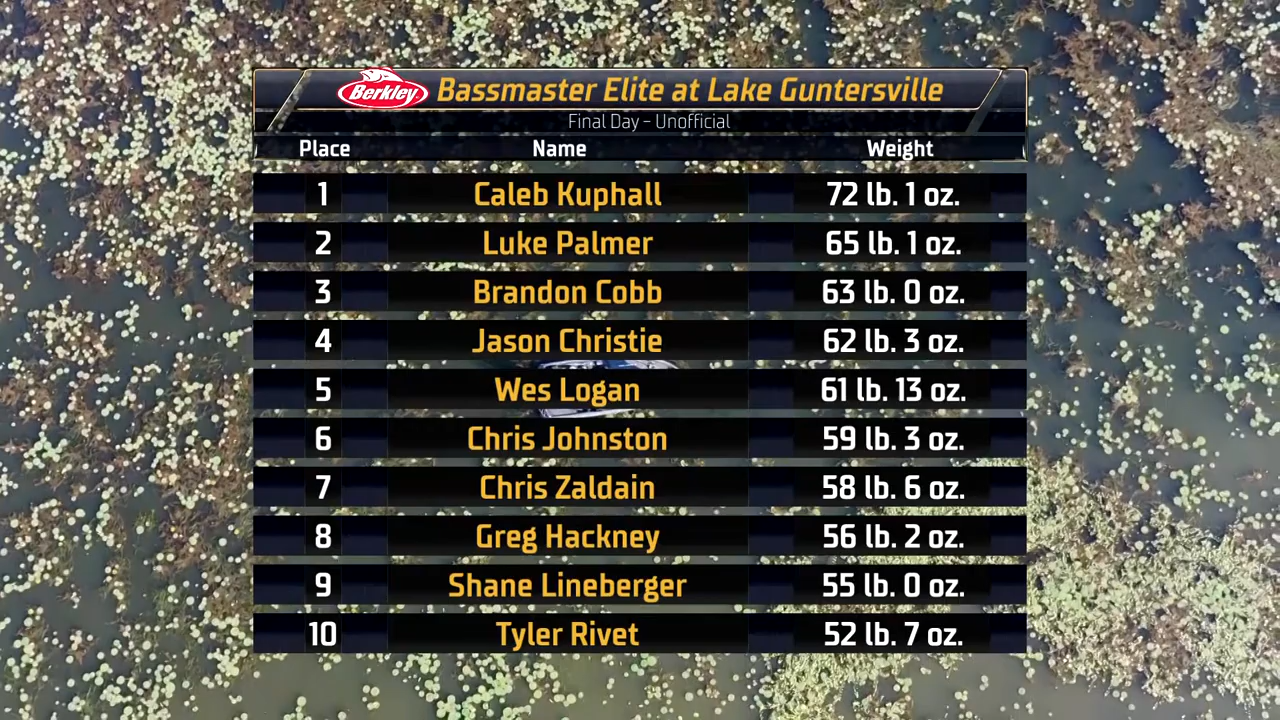 Berkley Bassmaster Elite at Lake Guntersville
Final Day - Unofficial
Place Name Weight
1 Caleb Kuphall 72 lb. 1 oz.
2 Luke Palmer 65 lb. 1 oz.
3 Brandon Cobb 63 lb. 0 oz.
4 Jason Christie 62 lb. 3 oz.
5 Wes Logan 61 lb. 13 oz.
6 Chris Johnston 59 lb. 3 oz.
7 Chris Zaldain 58 lb. 6 oz.
8 Greg Hackney 56 lb. 2 oz.
9 Shane Lineberger 55 lb. 0 oz.
10 Tyler Rivet 52 lb. 7 oz.